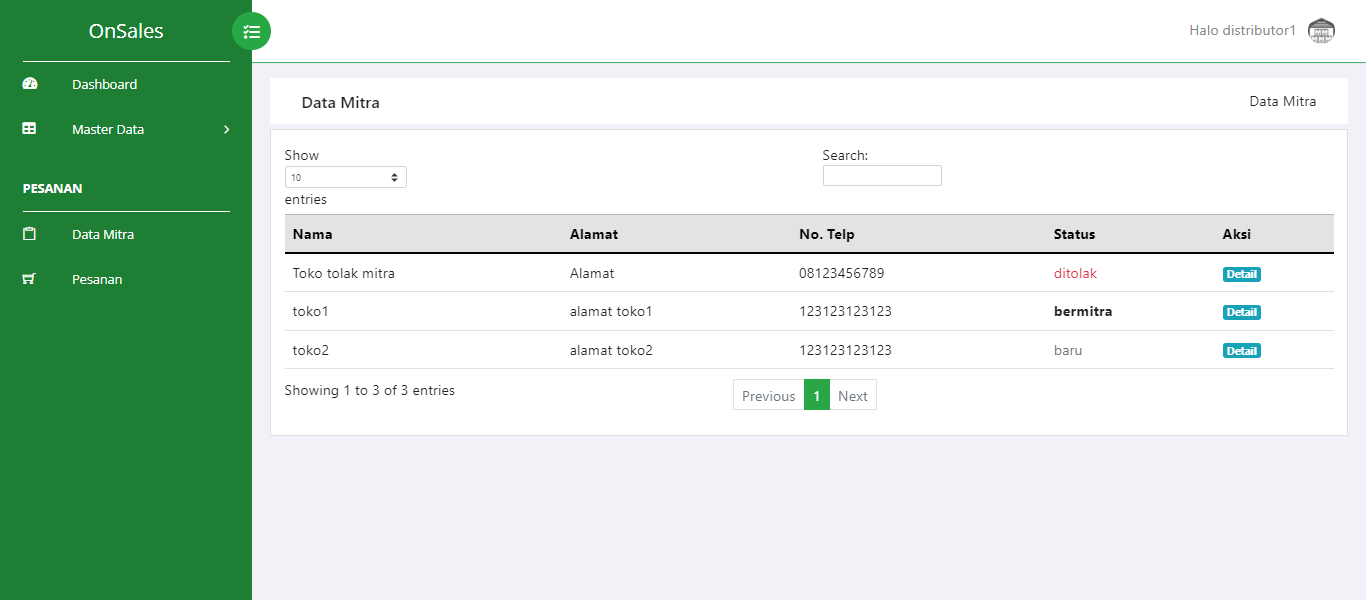 OnSales
Halo distributor1
Dashboard
Master Data
PESANAN
Data Mitra
Pesanan
Data Mitra Data Mitra
Show Search:
10
entries
Nama Alamat No. Telp Status Aksi
Toko tolak mitra Alamat 08123456789 ditolak Detail
toko1 alamat toko1 123123123123 bermitra Detail
toko2 alamat toko2 123123123123 baru Detail
Showing 1 to 3 of 3 entries Previous 1 Next